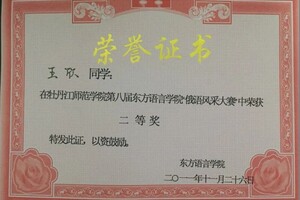 荣誉证书
王欣 同学:
在牡丹江师范学院第八届东方语言学院“俄语风采大赛”中荣获
二等奖
特发此证,以资鼓励。
东方语言学院
二〇一一年十一月二十六日